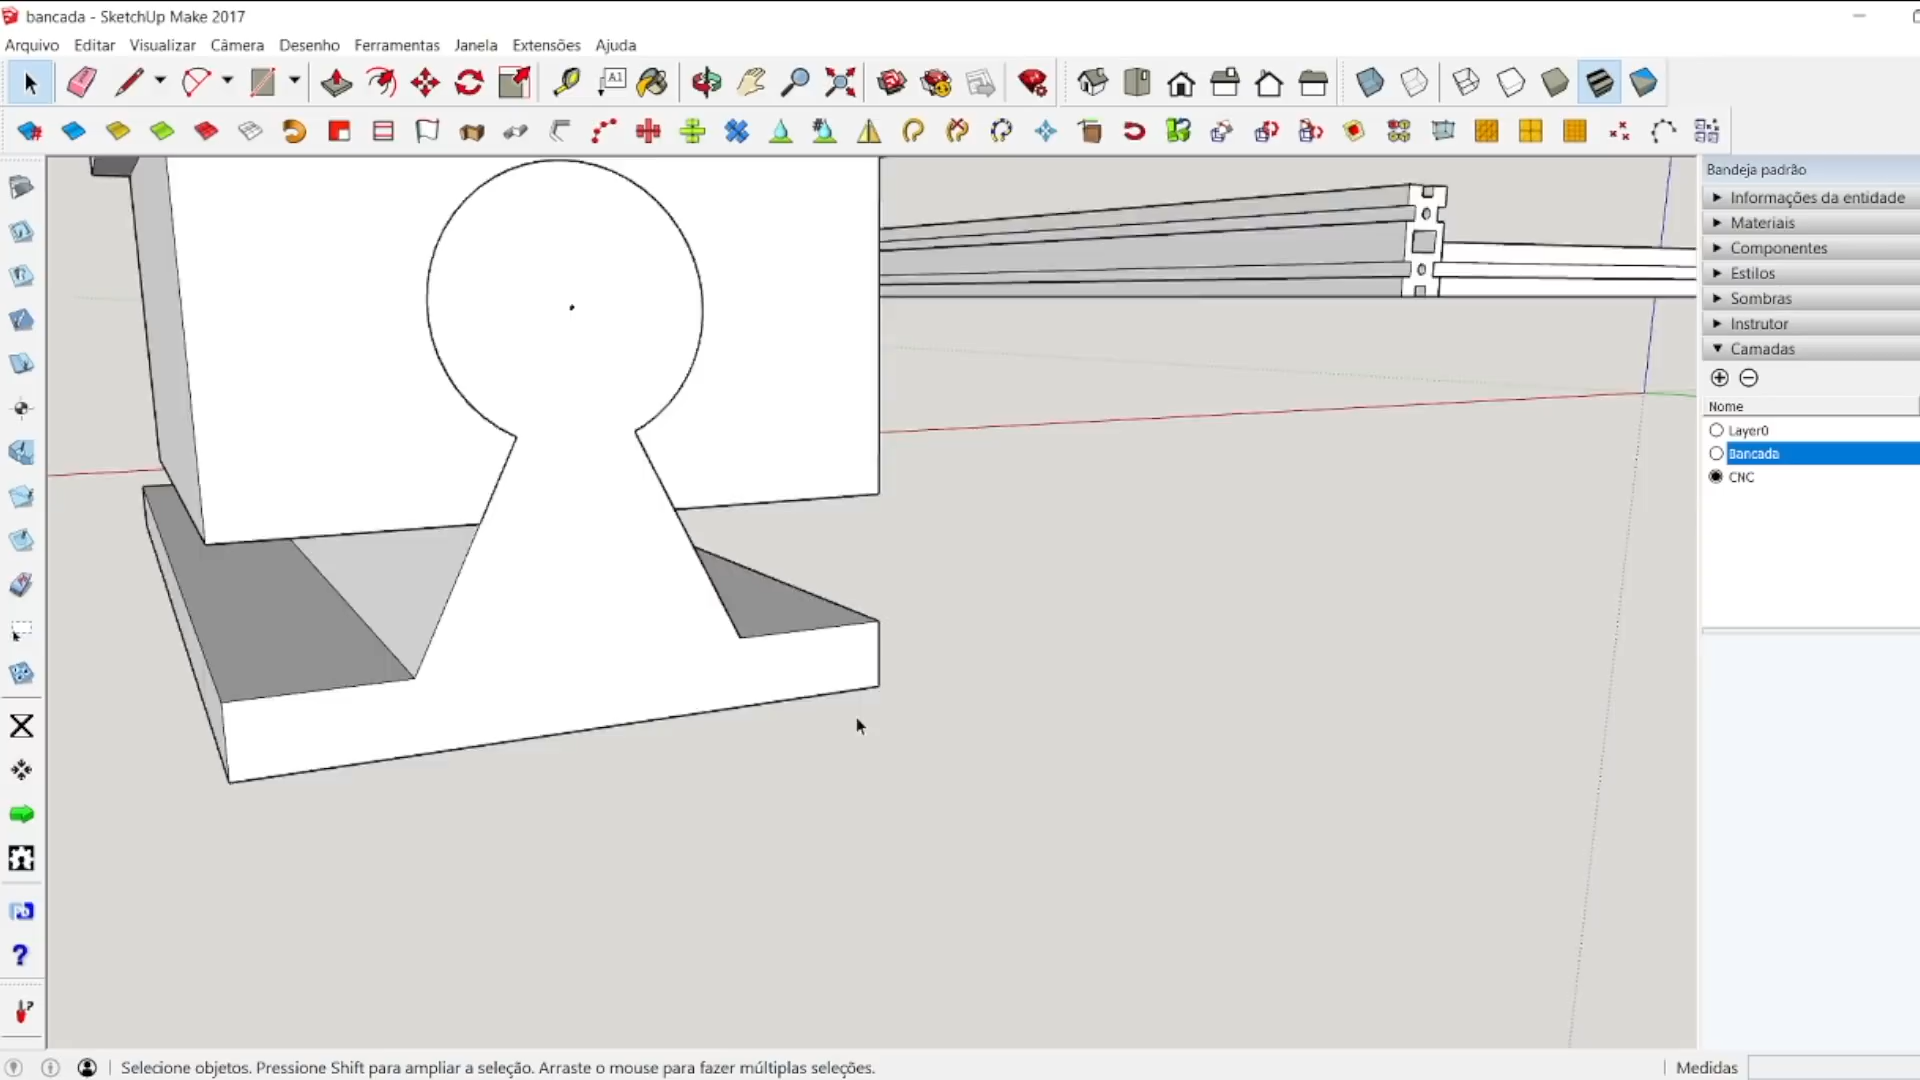 bancada - SketchUp Make 2017
Arquivo Editar Visualizar Câmera Desenho Ferramentas Janela Extensões Ajuda
A1
Bandeja padrão
Informações da entidade
Materiais
Componentes
Estilos
Sombras
Instrutor
Camadas
Nome
Layer0
Bancada
CNC
?
Selecione objetos. Pressione Shift para ampliar a seleção. Arraste o mouse para fazer múltiplas seleções.
Medidas